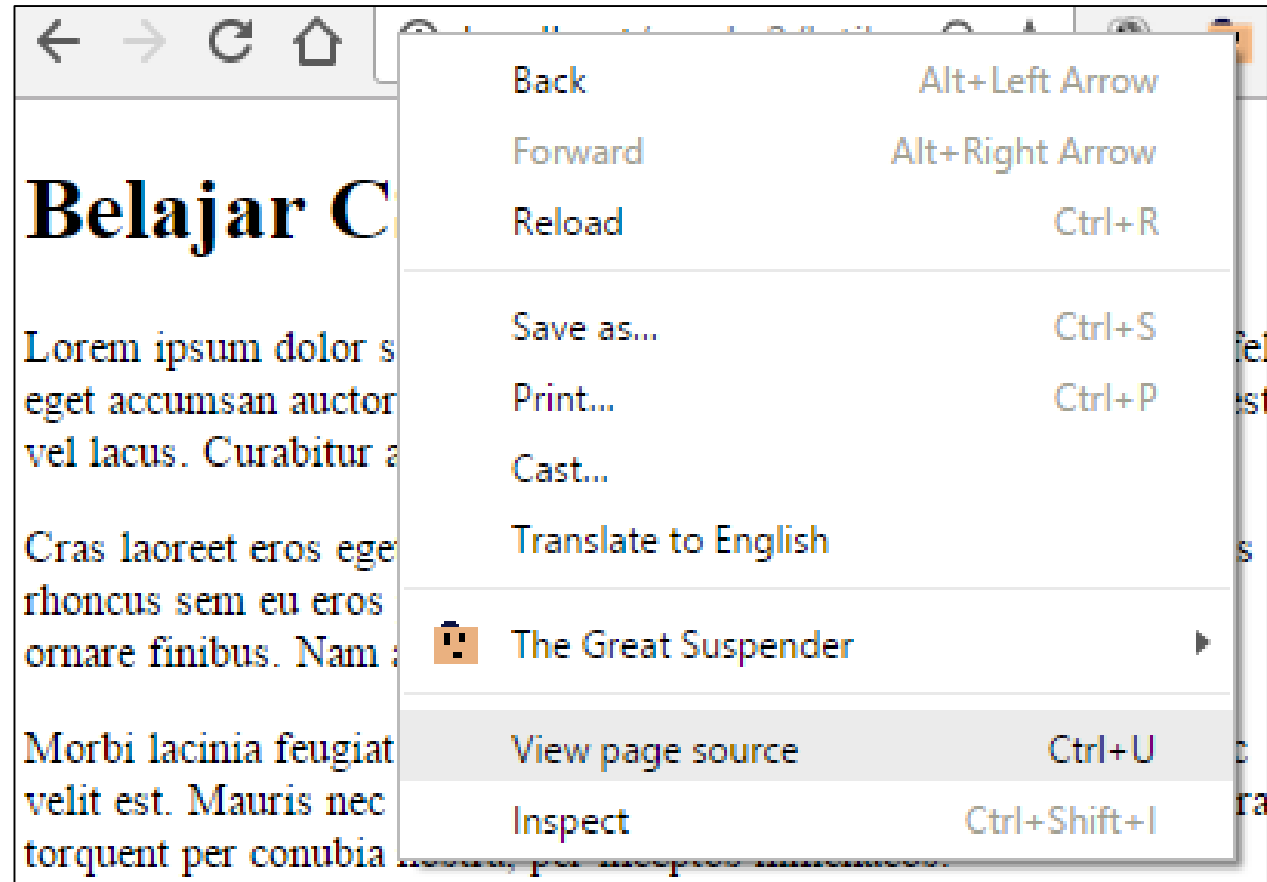 Back Alt+Left Arrow
Forward Alt+Right Arrow
Reload Ctrl+R
Save as... Ctrl+S
Print... Ctrl+P
Cast...
Translate to English
The Great Suspender
View page source Ctrl+U
Inspect Ctrl+Shift+I
Belajar
Lorem ipsum dolor
eget accumsan auctor
vel lacus. Curabitur
Cras laoreet eros
rhoncus sem eu eros
ornare finibus. Nam
Morbi lacinia feugiat
velit est. Mauris nec
torquent per conubia